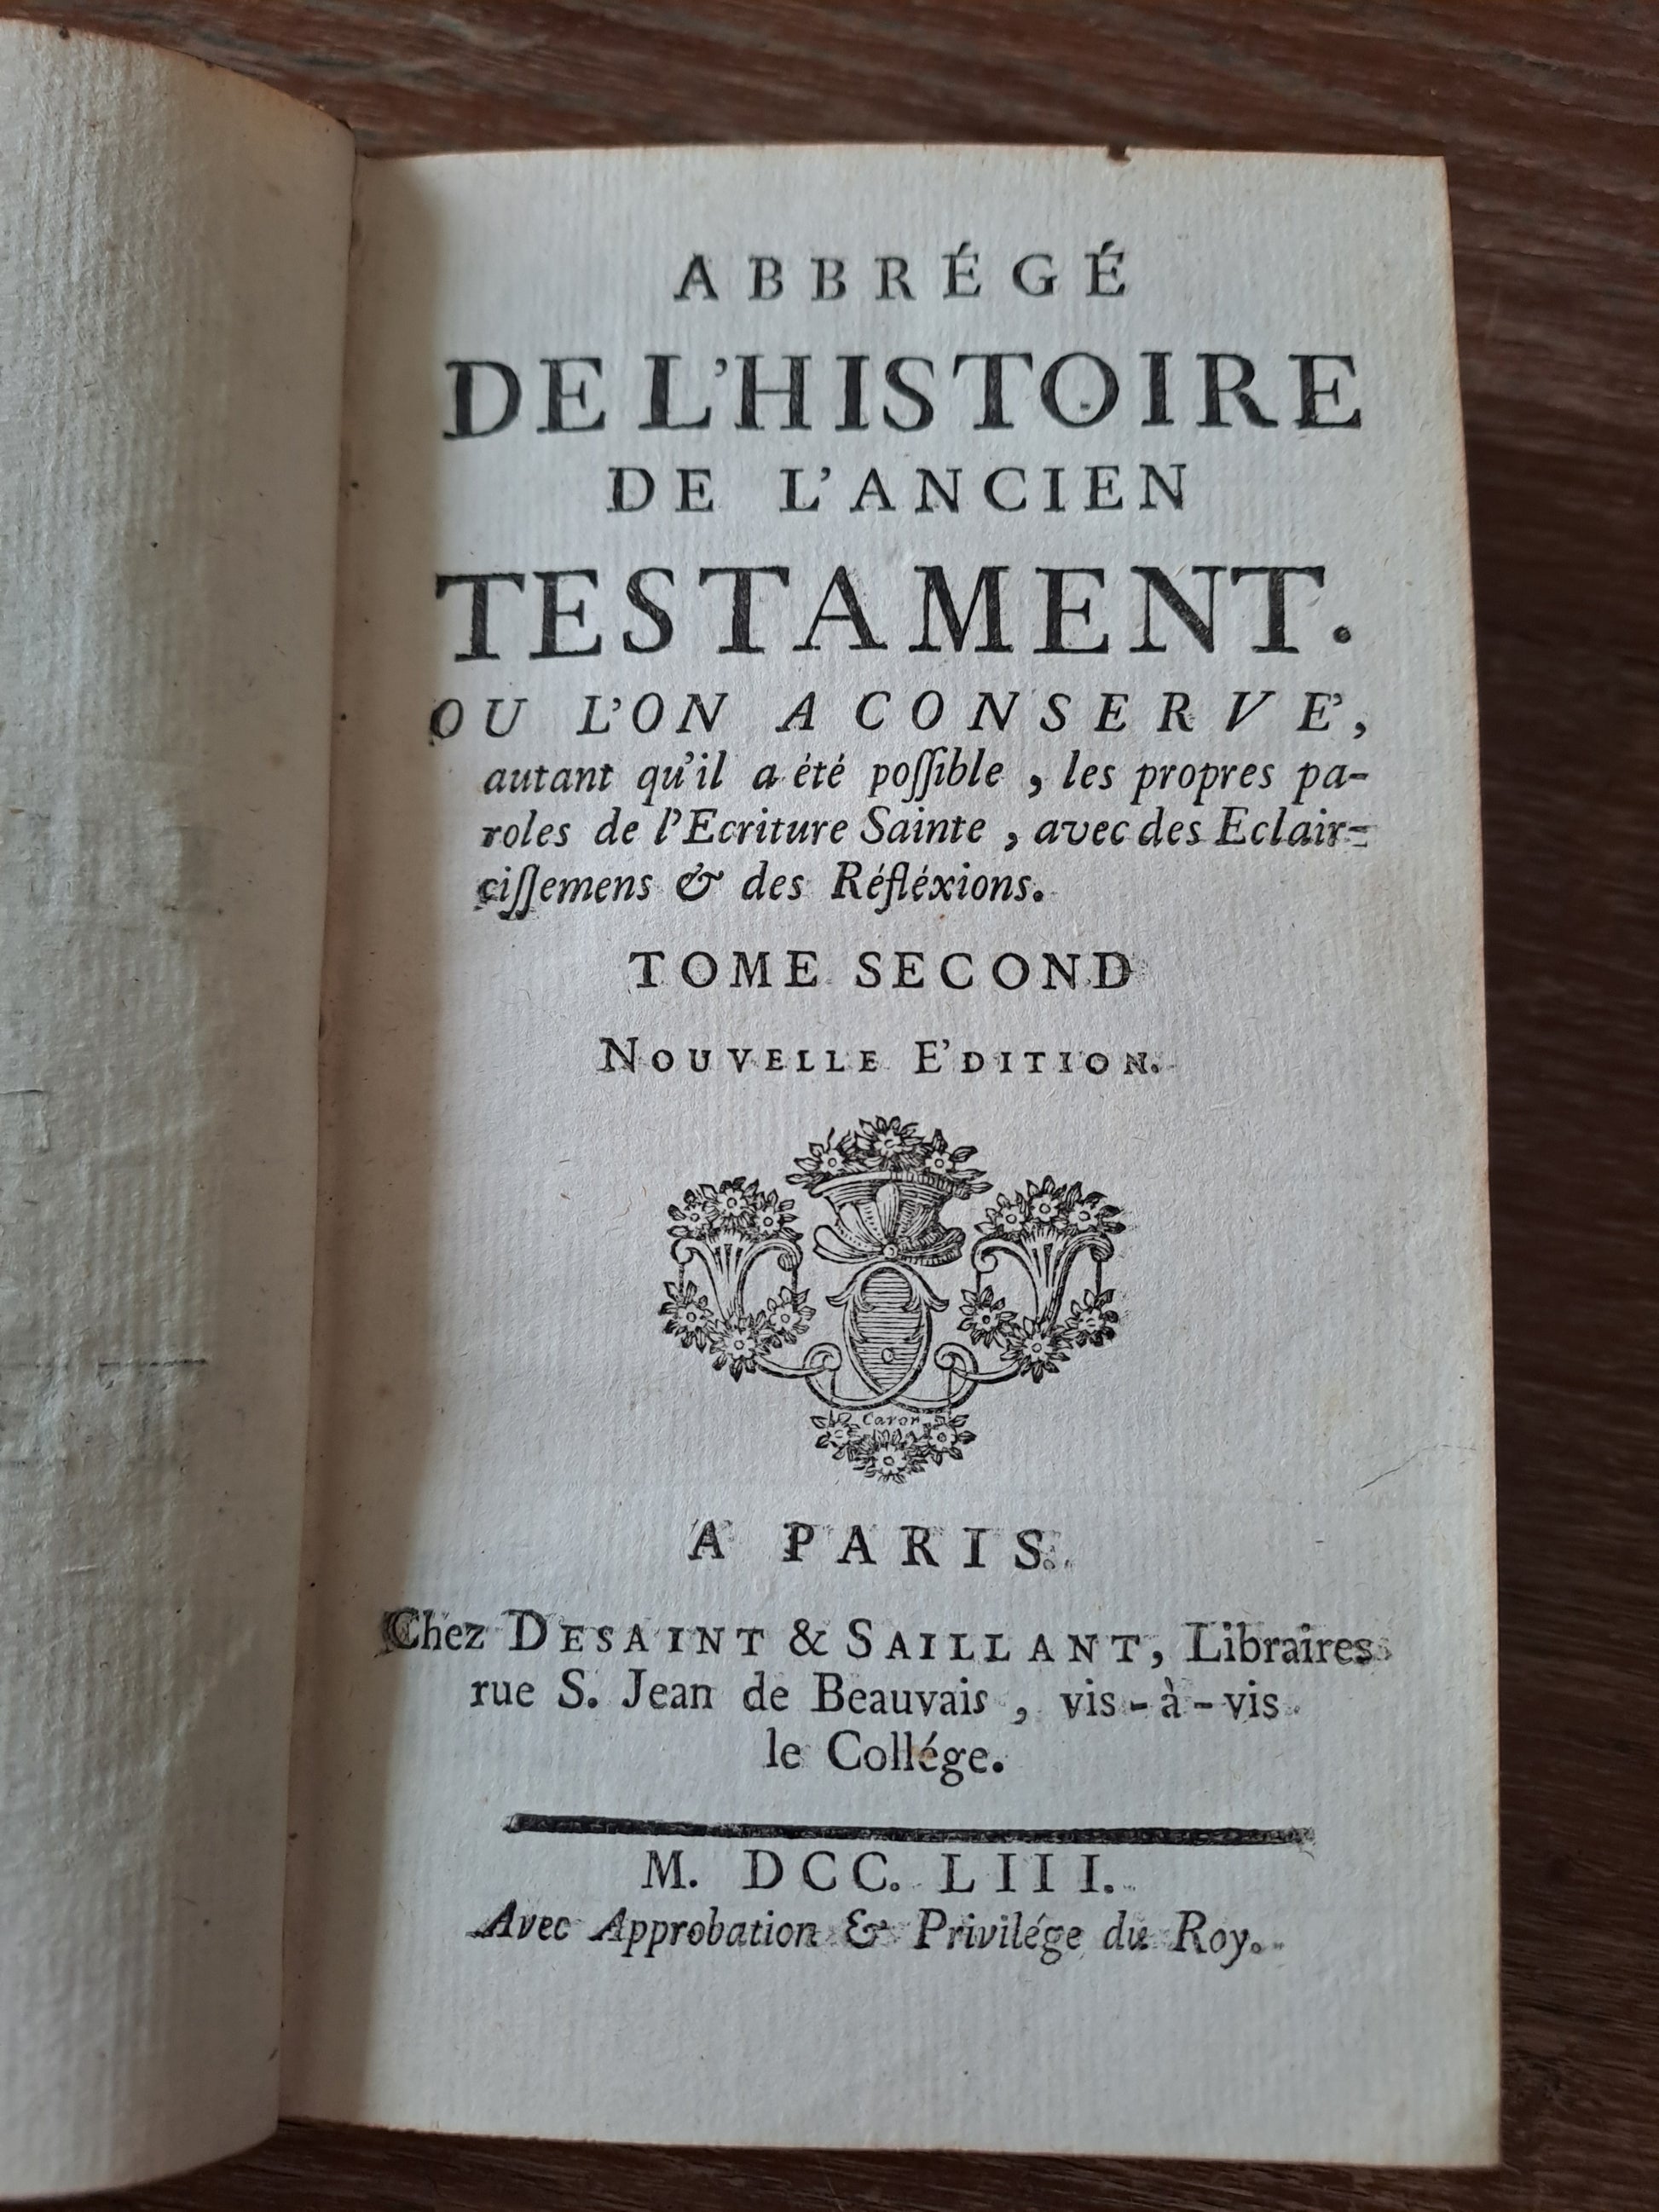 ABBRÉGÉ
DE L'HISTOIRE
DE L'ANCIEN
TESTAMENT.
OU L'ON A CONSERVE',
autant qu'il a été poſſible, les propres pa-
roles de l'Ecriture Sainte, avec des Eclair-
ciſſemens & des Réfléxions.
TOME SECOND
NOUVELLE E'DITION.
Caron
A PARIS.
Chez DESAINT & SAILLANT, Libraires
rue S. Jean de Beauvais, vis-à-vis
le Collége.
M. DCC. LIII.
Avec Approbation & Privilége du Roy.